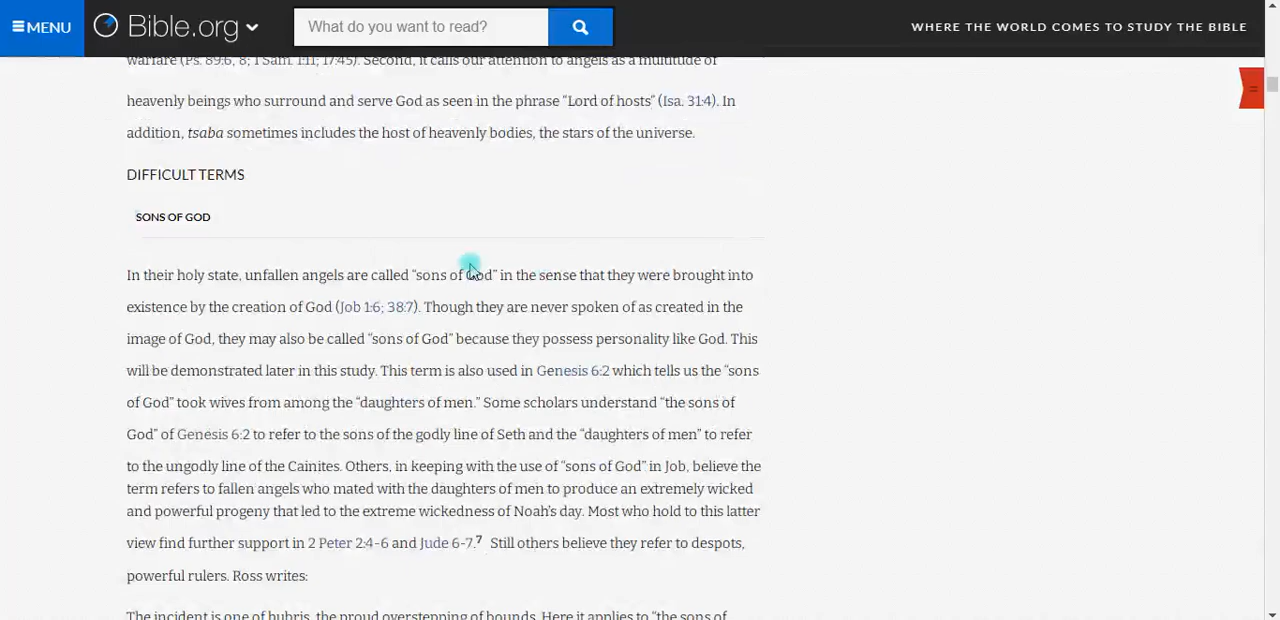 MENU
Bible.org
What do you want to read?
WHERE THE WORLD COMES TO STUDY THE BIBLE
warfare (Ps. 89:6, 8; 1 Sam. 1:11; 17:45). Second, it calls our attention to angels as a multitude of
heavenly beings who surround and serve God as seen in the phrase “Lord of hosts” (Isa. 31:4). In
addition, tsaba sometimes includes the host of heavenly bodies, the stars of the universe.
DIFFICULT TERMS
SONS OF GOD
In their holy state, unfallen angels are called “sons of God” in the sense that they were brought into
existence by the creation of God (Job 1:6; 38:7). Though they are never spoken of as created in the
image of God, they may also be called “sons of God” because they possess personality like God. This
will be demonstrated later in this study. This term is also used in Genesis 6:2 which tells us the “sons
of God” took wives from among the “daughters of men.” Some scholars understand “the sons of
God” of Genesis 6:2 to refer to the sons of the godly line of Seth and the “daughters of men” to refer
to the ungodly line of the Cainites. Others, in keeping with the use of “sons of God” in Job, believe the
term refers to fallen angels who mated with the daughters of men to produce an extremely wicked
and powerful progeny that led to the extreme wickedness of Noah’s day. Most who hold to this latter
view find further support in 2 Peter 2:4-6 and Jude 6-7.7 Still others believe they refer to despots,
powerful rulers. Ross writes:
The incident is one of hubris, the proud overstepping of bounds. Here it applies to “the sons of